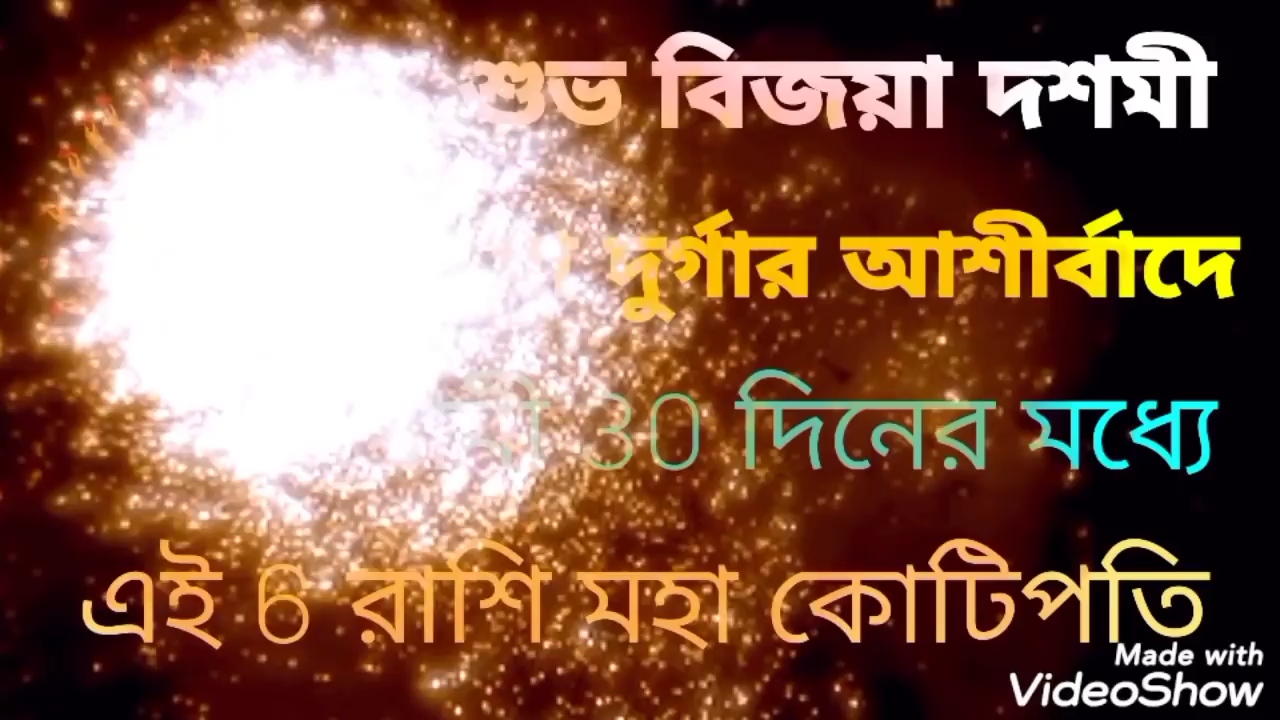 শুভ বিজয়া দশমী
দুর্গার আশীর্বাদে
30 দিনের মধ্যে
এই 6 রাশি মহা কোটিপতি
Made with
VideoShow